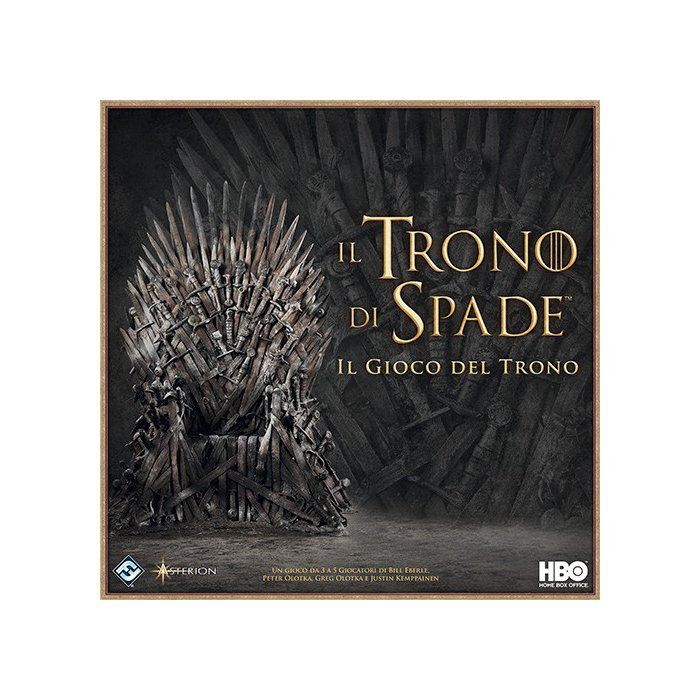 IL TRONO
DI SPADE™
IL GIOCO DEL TRONO
ASTERION
UN GIOCO DA 3 A 5 GIOCATORI DI BILL EBERLE,
PETER OLOTKA, GREG OLOTKA E JUSTIN KEMPPAINEN
HBO
HOME BOX OFFICE.